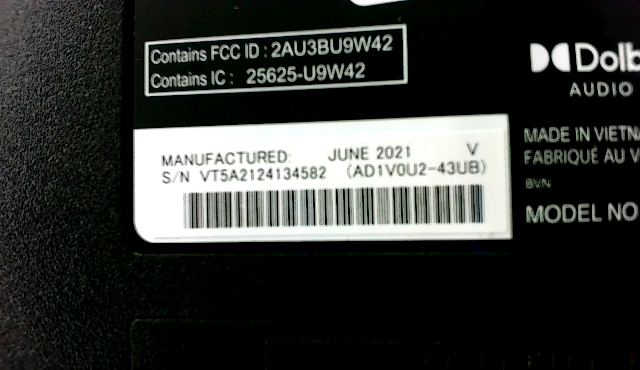 Contains FCC ID : 2AU3BU9W42
Contains IC : 25625-U9W42
AUDIO
MANUFACTURED: JUNE 2021 V
S/N VT5A2124134582 (AD1V0U2-43UB)
MADE IN
FABRIQUÉ AU
BVN
MODEL NO